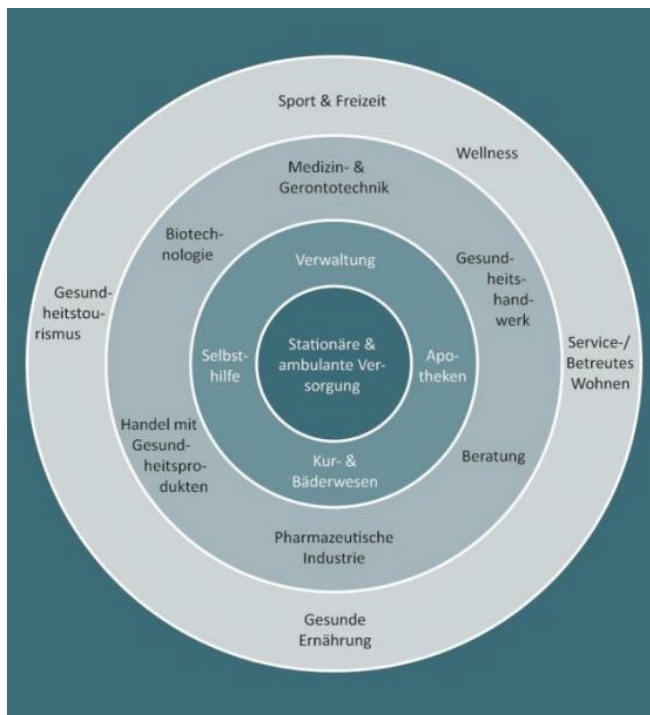 Sport & Freizeit
Wellness
Medizin- &
Gerontotechnik
Biotech-
nologie
Gesund-
heits-
hand-
werk
Verwaltung
Gesund-
heitstou-
rismus
Selbst-
hilfe
Stationäre &
ambulante Ver-
sorgung
Apo-
theken
Service-/
Betreutes
Wohnen
Handel mit
Gesund-
heitspro-
dukten
Kur- &
Bäderwesen
Beratung
Pharmazeutische
Industrie
Gesunde
Ernährung